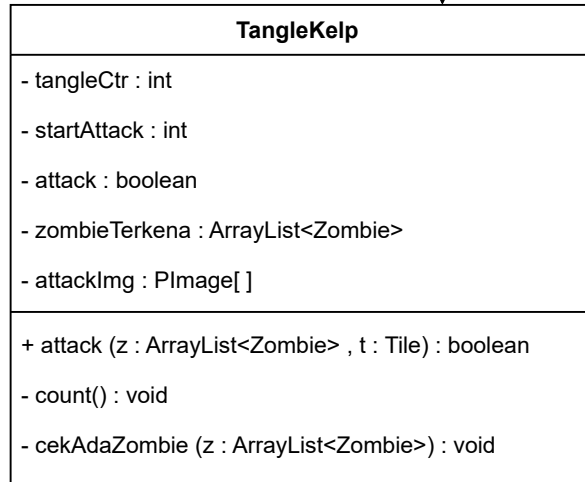 TangleKelp
- tangleCtr : int
- startAttack : int
- attack : boolean
- zombieTerkena : ArrayList<Zombie>
- attackImg : PImage[ ]
+ attack (z : ArrayList<Zombie> , t : Tile) : boolean
- count() : void
- cekAdaZombie (z : ArrayList<Zombie>) : void